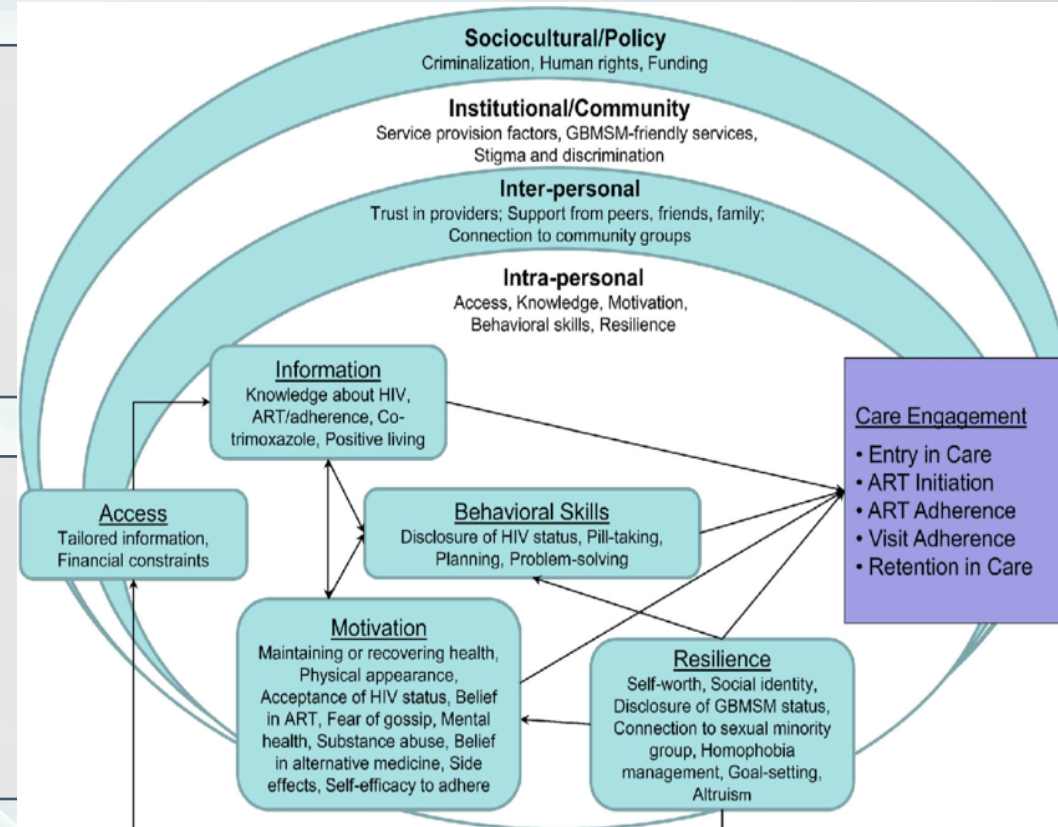 Sociocultural/Policy
Criminalization, Human rights, Funding
Institutional/Community
Service provision factors, GBMSM-friendly services,
Stigma and discrimination
Inter-personal
Trust in providers; Support from peers, friends, family;
Connection to community groups
Intra-personal
Access, Knowledge, Motivation,
Behavioral skills, Resilience
Information
Knowledge about HIV,
ART/adherence, Co-
trimoxazole, Positive living
Access
Tailored information,
Financial constraints
Behavioral Skills
Disclosure of HIV status, Pill-taking,
Planning, Problem-solving
Motivation
Maintaining or recovering health,
Physical appearance,
Acceptance of HIV status, Belief
in ART, Fear of gossip, Mental
health, Substance abuse, Belief
in alternative medicine, Side
effects, Self-efficacy to adhere
Resilience
Self-worth, Social identity,
Disclosure of GBMSM status,
Connection to sexual minority
group, Homophobia
management, Goal-setting,
Altruism
Care Engagement
• Entry in Care
• ART Initiation
• ART Adherence
• Visit Adherence
• Retention in Care